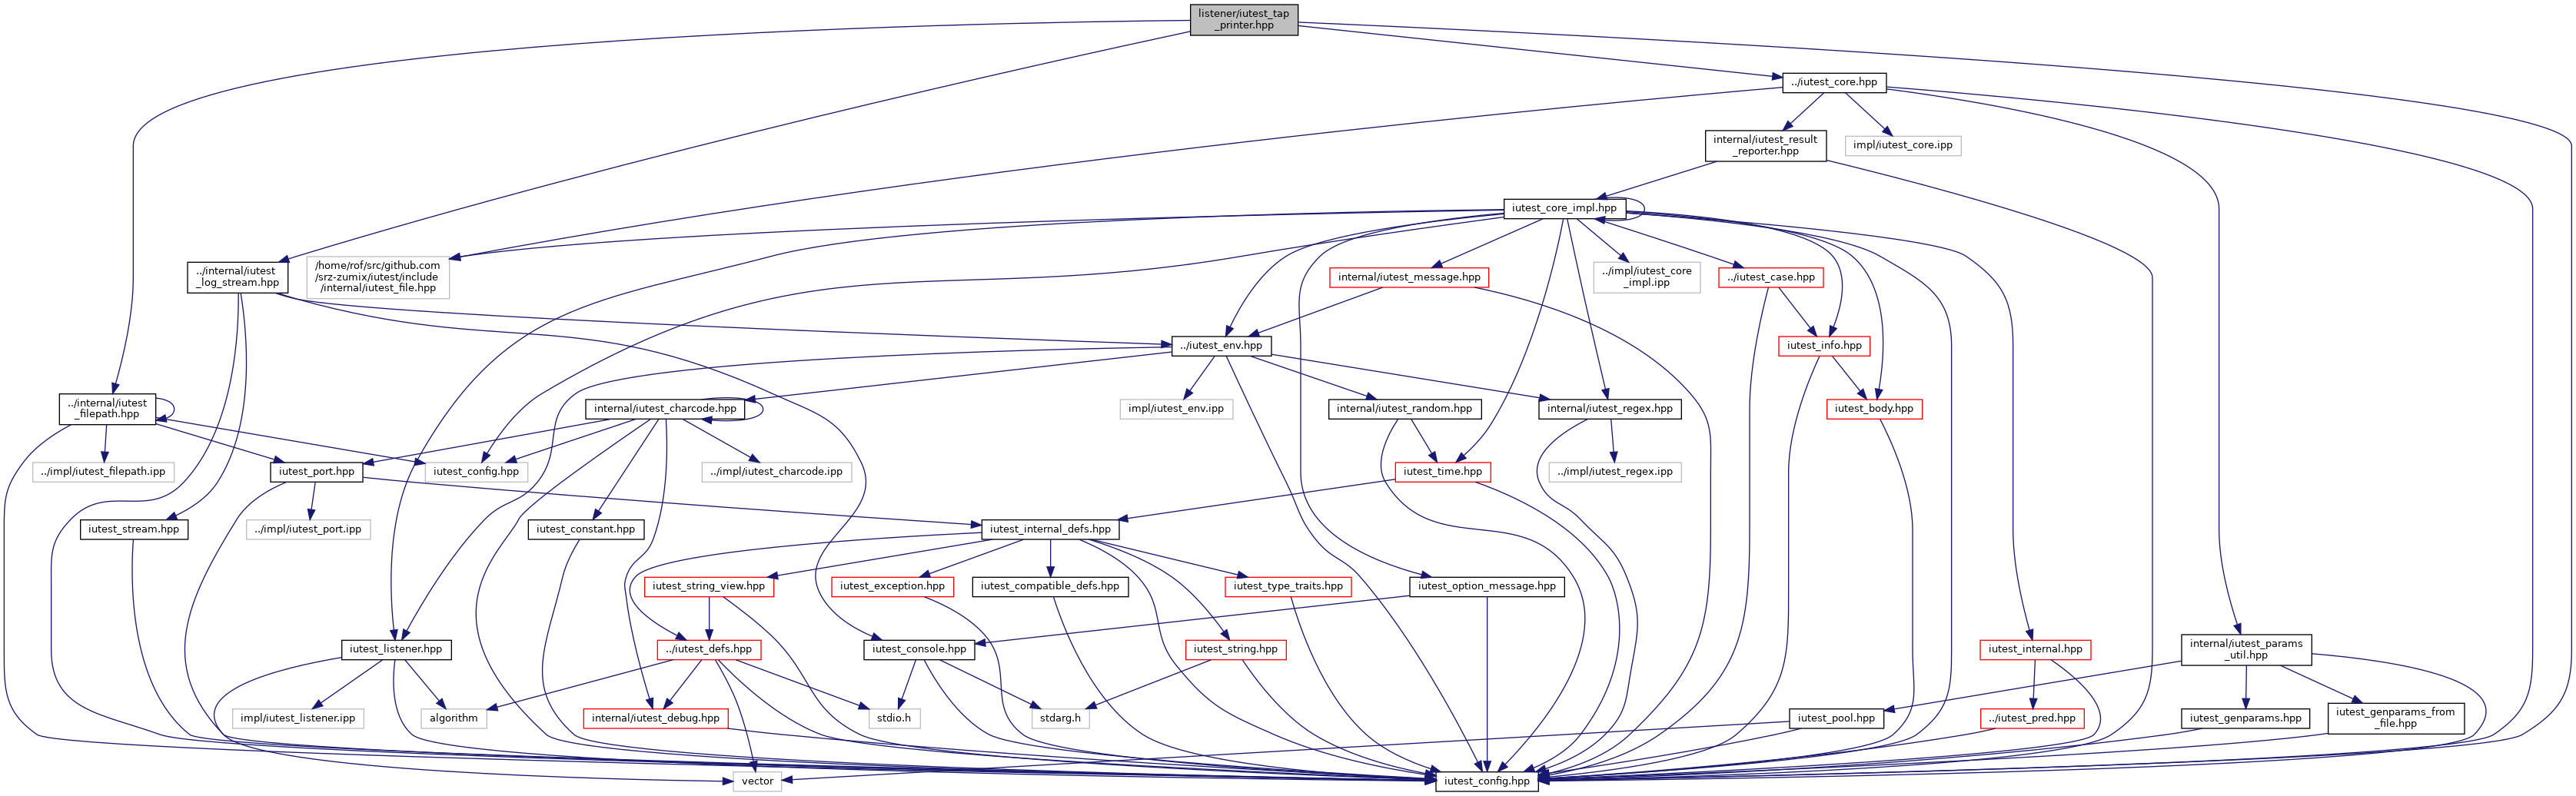 listener/iutest_tap
_printer.hpp
../iutest_core.hpp
internal/iutest_result
_reporter.hpp
impl/iutest_core.ipp
iutest_core_impl.hpp
../internal/iutest
_log_stream.hpp
/home/rof/src/github.com
/srz-zumix/iutest/include
/internal/iutest_file.hpp
internal/iutest_message.hpp
../impl/iutest_core
_impl.ipp
../iutest_case.hpp
../iutest_env.hpp
iutest_info.hpp
../internal/iutest
_filepath.hpp
internal/iutest_charcode.hpp
impl/iutest_env.ipp
internal/iutest_random.hpp
internal/iutest_regex.hpp
iutest_body.hpp
../impl/iutest_filepath.ipp
iutest_port.hpp
iutest_config.hpp
../impl/iutest_charcode.ipp
iutest_time.hpp
../impl/iutest_regex.ipp
iutest_stream.hpp
../impl/iutest_port.ipp
iutest_constant.hpp
iutest_internal_defs.hpp
iutest_string_view.hpp
iutest_exception.hpp
iutest_compatible_defs.hpp
iutest_type_traits.hpp
iutest_option_message.hpp
iutest_listener.hpp
../iutest_defs.hpp
iutest_console.hpp
iutest_string.hpp
iutest_internal.hpp
internal/iutest_params
_util.hpp
impl/iutest_listener.ipp
algorithm
internal/iutest_debug.hpp
stdio.h
stdarg.h
iutest_pool.hpp
../iutest_pred.hpp
iutest_genparams.hpp
iutest_genparams_from
_file.hpp
vector
iutest_config.hpp